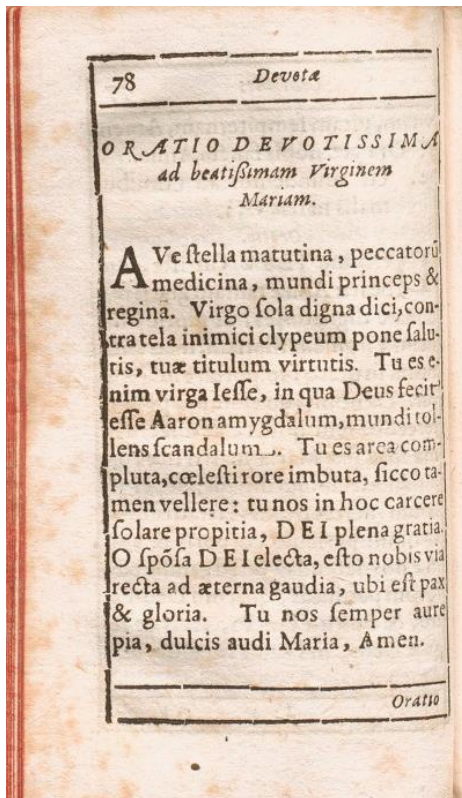 78 Devotæ
ORATIO DEVOTISSIMA
ad beatißimam Virginem
Mariam.
AVe ſtella matutina, peccatorū
medicina, mundi princeps &
regina. Virgo ſola digna dici, con-
tra tela inimici clypeum pone ſalu-
tis, tuæ titulum virtutis. Tu es e-
nim virga Ieſſe, in qua Deus fecit
eſſe Aaron amygdalum, mundi tol-
lens ſcandalum. Tu es area com-
pluta, cœleſti rore imbuta, ſicco ta-
men vellere: tu nos in hoc carcere
ſolare propitia, DEI plena gratia.
O ſpōſa DEI electa, eſto nobis via
recta ad æterna gaudia, ubi eſt pax
& gloria. Tu nos ſemper aure
pia, dulcis audi Maria, Amen.
Oratio